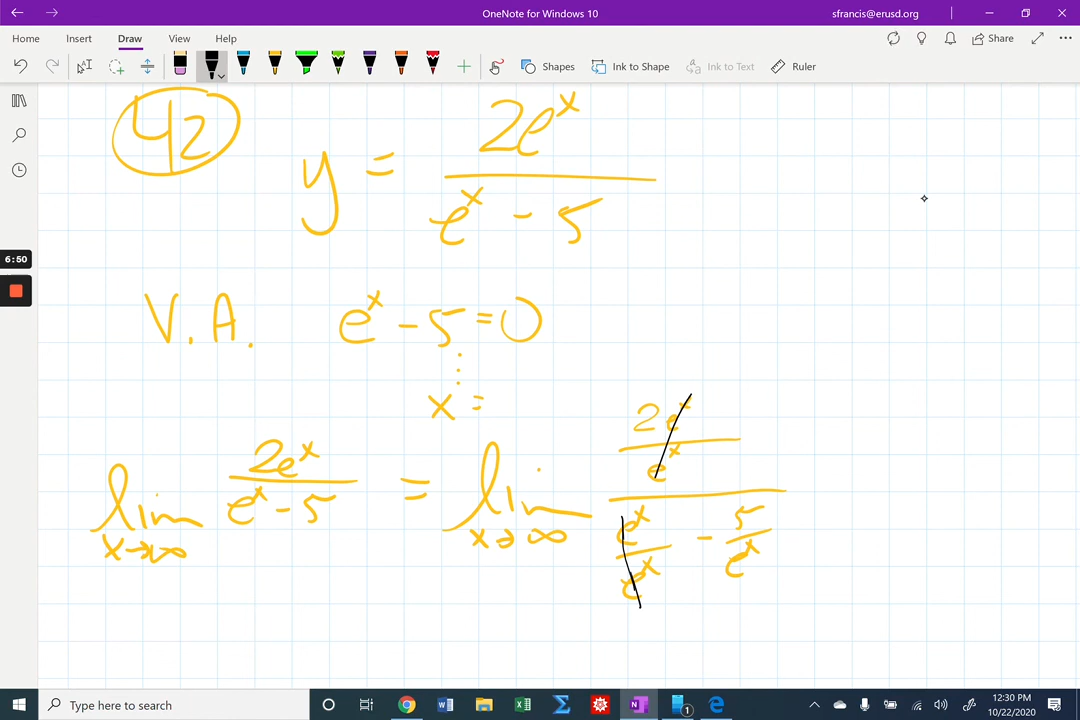 OneNote for Windows 10
sfrancis@erusd.org
Home Insert Draw View Help
Share
Shapes
Ink to Shape
Ink to Text
Ruler
42
y = 2e^x / (e^x - 5)
6:50
V.A. e^x - 5 = 0
⋮
x =
lim x→∞ 2e^x / (e^x - 5) = lim x→∞ (2e^x / e^x) / (e^x / e^x - 5 / e^x)
Type here to search
1
12:30 PM
10/22/2020